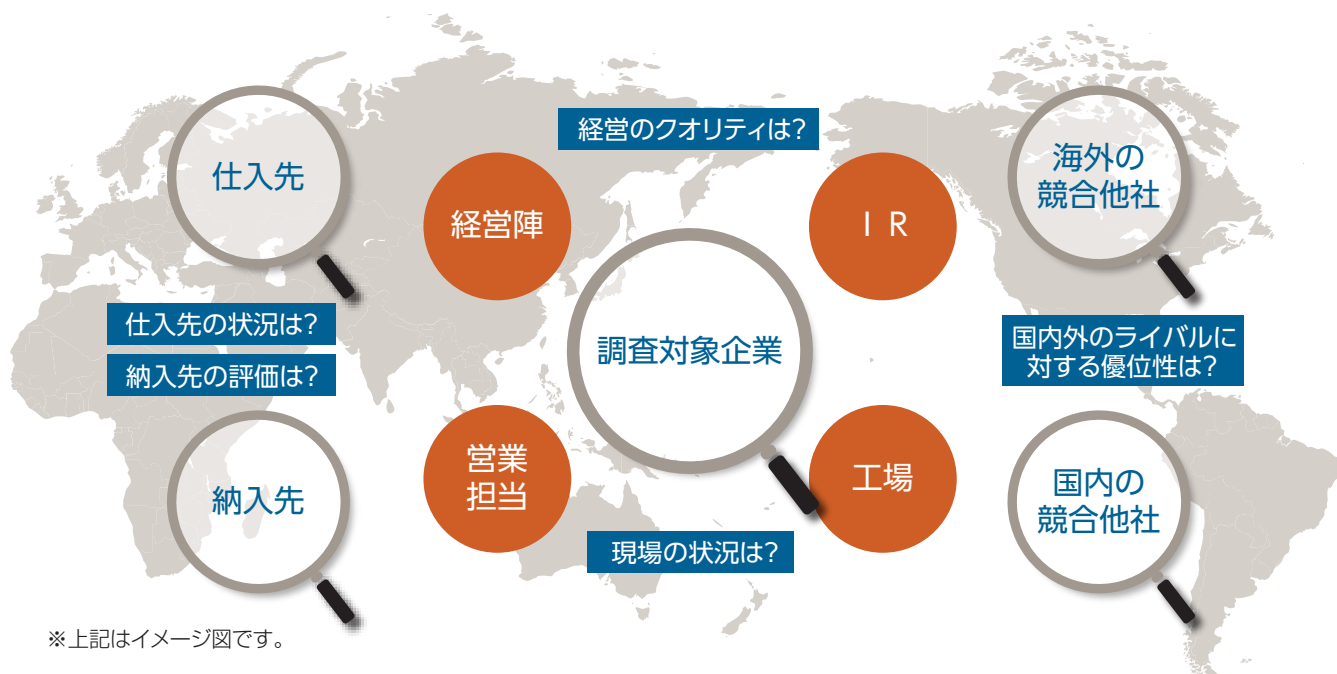 経営のクオリティは?
仕入先
経営陣
I R
海外の
競合他社
仕入先の状況は?
納入先の評価は?
調査対象企業
国内外のライバルに
対する優位性は?
納入先
営業
担当
工場
国内の
競合他社
現場の状況は?
※上記はイメージ図です。